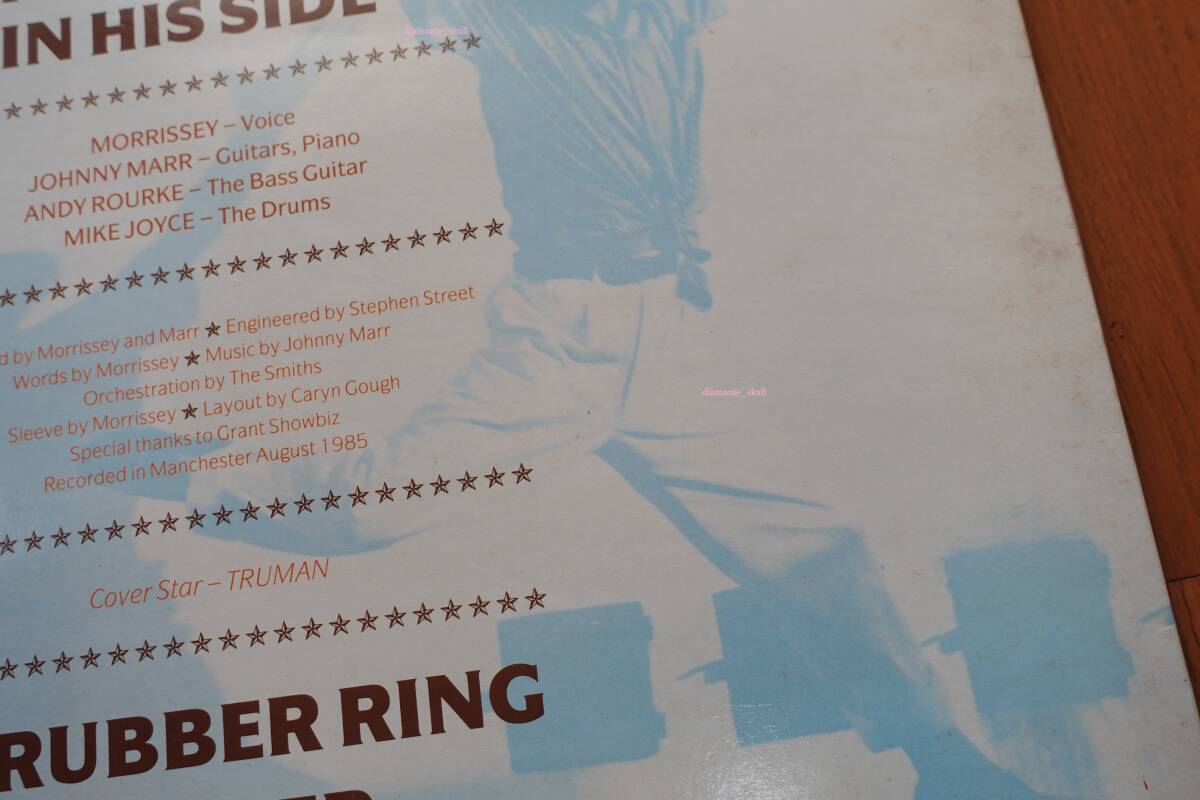 IN HIS SIDE
diamante_skull
MORRISSEY – Voice
JOHNNY MARR – Guitars, Piano
ANDY ROURKE – The Bass Guitar
MIKE JOYCE – The Drums
d by Morrissey and Marr ★ Engineered by Stephen Street
Words by Morrissey ★ Music by Johnny Marr
Orchestration by The Smiths
diamante_skull
Sleeve by Morrissey ★ Layout by Caryn Gough
Special thanks to Grant Showbiz
Recorded in Manchester August 1985
Cover Star – TRUMAN
RUBBER RING